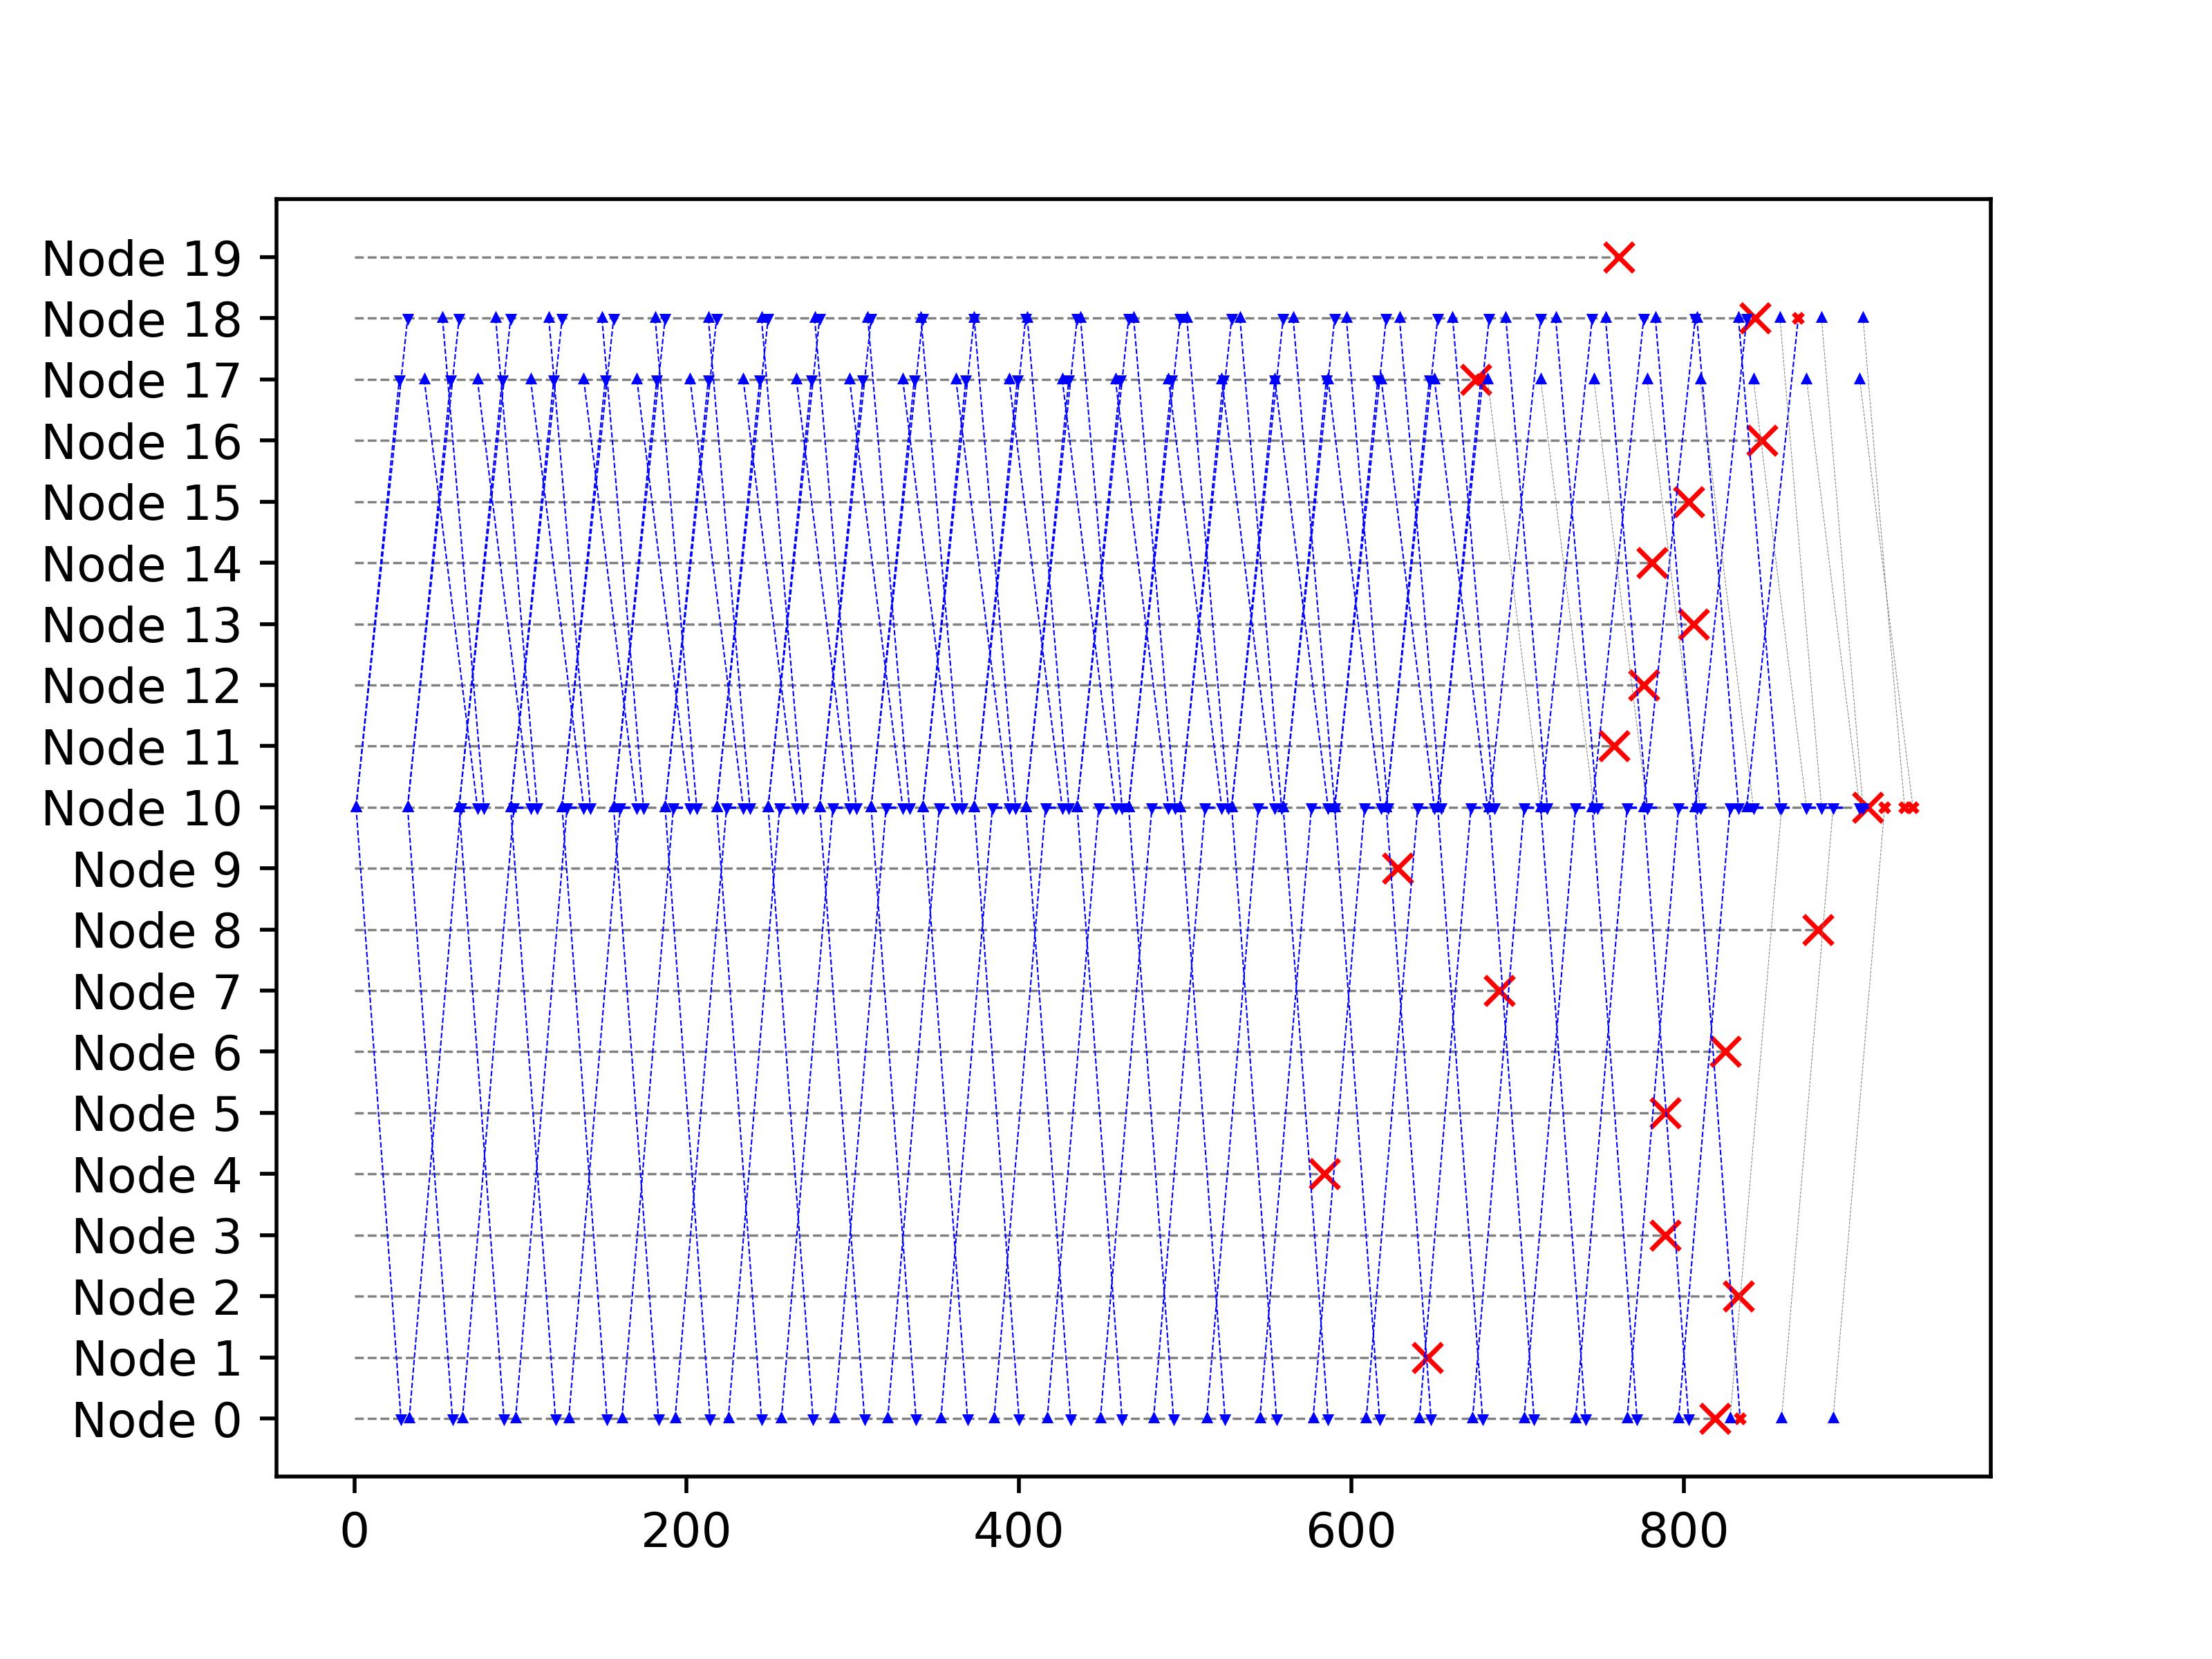 Node 19
Node 18
Node 17
Node 16
Node 15
Node 14
Node 13
Node 12
Node 11
Node 10
Node 9
Node 8
Node 7
Node 6
Node 5
Node 4
Node 3
Node 2
Node 1
Node 0
0 200 400 600 800